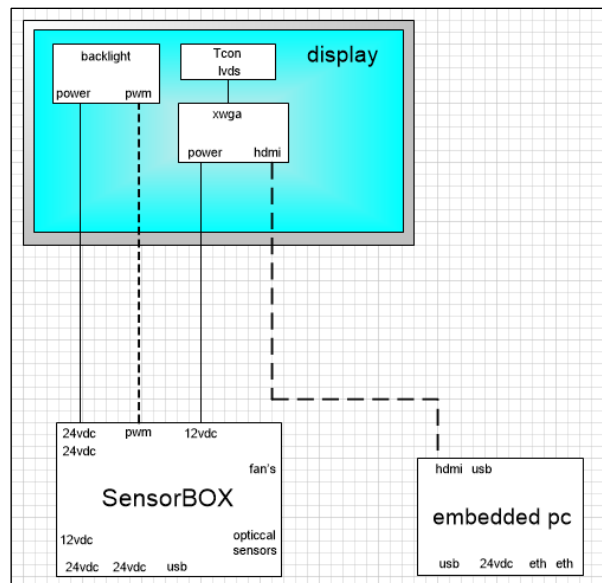 display
backlight
power pwm
Tcon
lvds
xwga
power hdmi
24vdc pwm 12vdc
24vdc
fan's
SensorBOX
12vdc
opticcal
sensors
24vdc 24vdc usb
hdmi usb
embedded pc
usb 24vdc eth eth